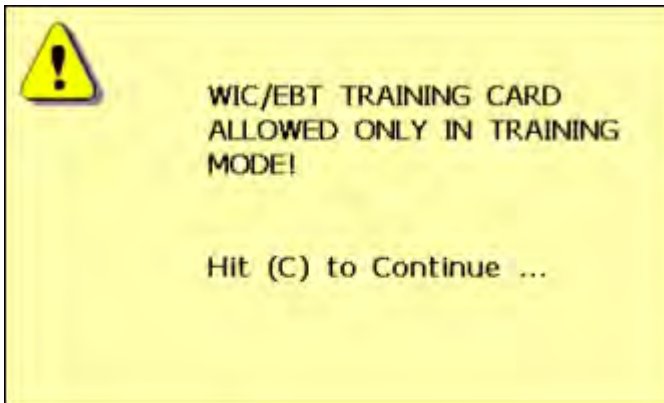 WIC/EBT TRAINING CARD
ALLOWED ONLY IN TRAINING
MODE!
Hit (C) to Continue ...